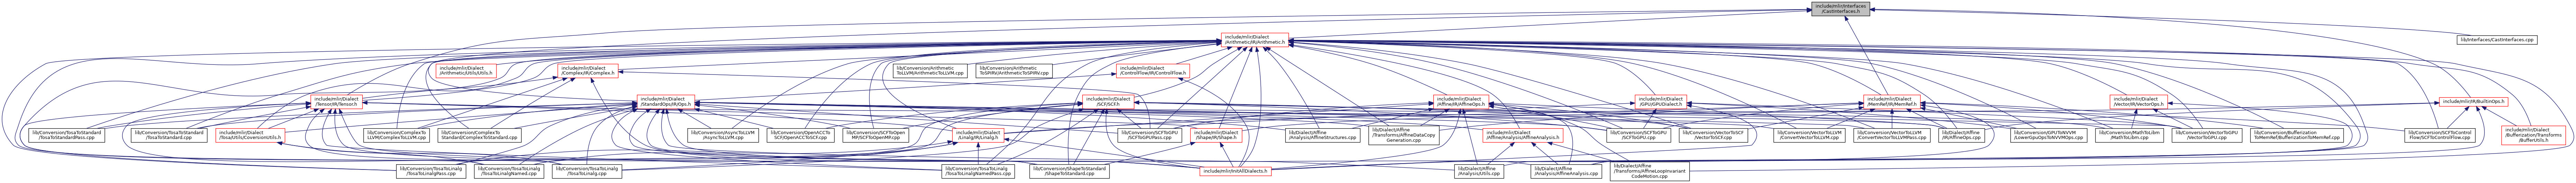 include/mlir/Interfaces
/CastInterfaces.h
include/mlir/Dialect
/Arithmetic/IR/Arithmetic.h
lib/Interfaces/CastInterfaces.cpp
include/mlir/Dialect
/Arithmetic/Utils/Utils.h
include/mlir/Dialect
/Complex/IR/Complex.h
lib/Conversion/Arithmetic
ToLLVM/ArithmeticToLLVM.cpp
lib/Conversion/Arithmetic
ToSPIRV/ArithmeticToSPIRV.cpp
include/mlir/Dialect
/ControlFlow/IR/ControlFlow.h
include/mlir/Dialect
/Tensor/IR/Tensor.h
include/mlir/Dialect
/StandardOps/IR/Ops.h
include/mlir/Dialect
/SCF/SCF.h
include/mlir/Dialect
/Affine/IR/AffineOps.h
include/mlir/Dialect
/GPU/GPUDialect.h
include/mlir/Dialect
/MemRef/IR/MemRef.h
include/mlir/Dialect
/Vector/IR/VectorOps.h
include/mlir/IR/BuiltinOps.h
lib/Conversion/TosaToStandard
/TosaToStandardPass.cpp
lib/Conversion/TosaToStandard
/TosaToStandard.cpp
include/mlir/Dialect
/Tosa/Utils/CoversionUtils.h
lib/Conversion/ComplexTo
LLVM/ComplexToLLVM.cpp
lib/Conversion/ComplexTo
Standard/ComplexToStandard.cpp
lib/Conversion/AsyncToLLVM
/AsyncToLLVM.cpp
lib/Conversion/OpenACCTo
SCF/OpenACCToSCF.cpp
lib/Conversion/SCFToOpen
MP/SCFToOpenMP.cpp
include/mlir/Dialect
/Linalg/IR/Linalg.h
lib/Conversion/SCFToGPU
/SCFToGPUPass.cpp
include/mlir/Dialect
/Shape/IR/Shape.h
lib/Dialect/Affine
/Analysis/AffineStructures.cpp
lib/Dialect/Affine
/Transforms/AffineDataCopy
Generation.cpp
include/mlir/Dialect
/Affine/Analysis/AffineAnalysis.h
lib/Conversion/SCFToGPU
/SCFToGPU.cpp
lib/Conversion/VectorToSCF
/VectorToSCF.cpp
lib/Conversion/VectorToLLVM
/ConvertVectorToLLVM.cpp
lib/Conversion/VectorToLLVM
/ConvertVectorToLLVMPass.cpp
lib/Dialect/Affine
/IR/AffineOps.cpp
lib/Conversion/GPUToNVVM
/LowerGpuOpsToNVVMOps.cpp
lib/Conversion/MathToLibm
/MathToLibm.cpp
lib/Conversion/VectorToGPU
/VectorToGPU.cpp
lib/Conversion/Bufferization
ToMemRef/BufferizationToMemRef.cpp
lib/Conversion/SCFToControl
Flow/SCFToControlFlow.cpp
include/mlir/Dialect
/Bufferization/Transforms
/BufferUtils.h
lib/Conversion/TosaToLinalg
/TosaToLinalgPass.cpp
lib/Conversion/TosaToLinalg
/TosaToLinalgNamed.cpp
lib/Conversion/TosaToLinalg
/TosaToLinalg.cpp
lib/Conversion/TosaToLinalg
/TosaToLinalgNamedPass.cpp
lib/Conversion/ShapeToStandard
/ShapeToStandard.cpp
include/mlir/InitAllDialects.h
lib/Dialect/Affine
/Analysis/Utils.cpp
lib/Dialect/Affine
/Analysis/AffineAnalysis.cpp
lib/Dialect/Affine
/Transforms/AffineLoopInvariant
CodeMotion.cpp